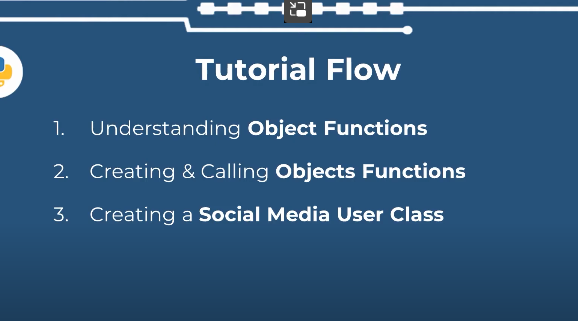 Tutorial Flow
1. Understanding Object Functions
2. Creating & Calling Objects Functions
3. Creating a Social Media User Class